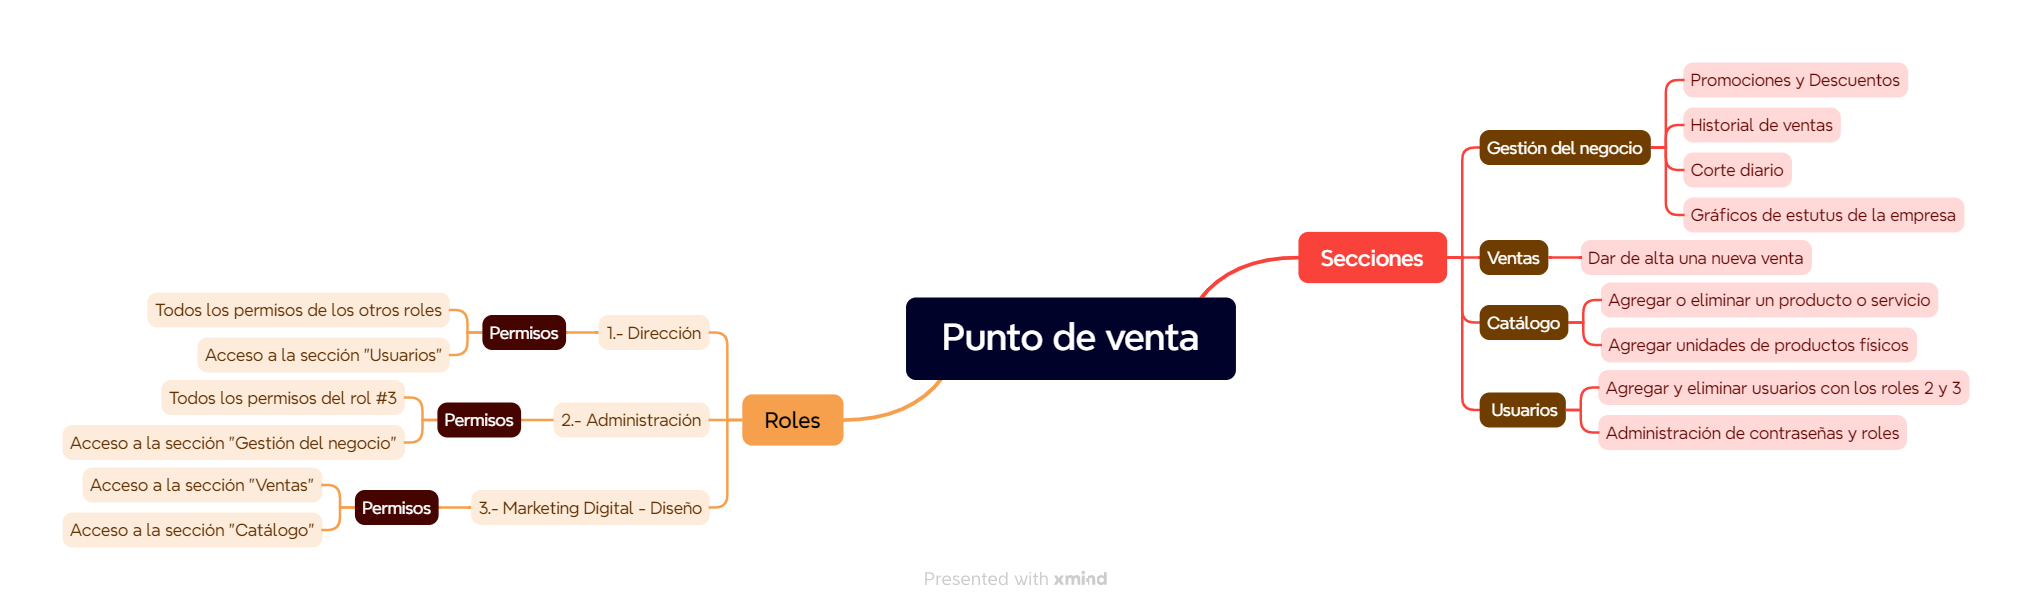 Punto de venta
Secciones
Gestión del negocio
Promociones y Descuentos
Historial de ventas
Corte diario
Gráficos de estutus de la empresa
Ventas
Dar de alta una nueva venta
Catálogo
Agregar o eliminar un producto o servicio
Agregar unidades de productos físicos
Usuarios
Agregar y eliminar usuarios con los roles 2 y 3
Administración de contraseñas y roles
Roles
1.- Dirección
Permisos
Todos los permisos de los otros roles
Acceso a la sección "Usuarios"
2.- Administración
Permisos
Todos los permisos del rol #3
Acceso a la sección "Gestión del negocio"
3.- Marketing Digital - Diseño
Permisos
Acceso a la sección "Ventas"
Acceso a la sección "Catálogo"
Presented with xmind